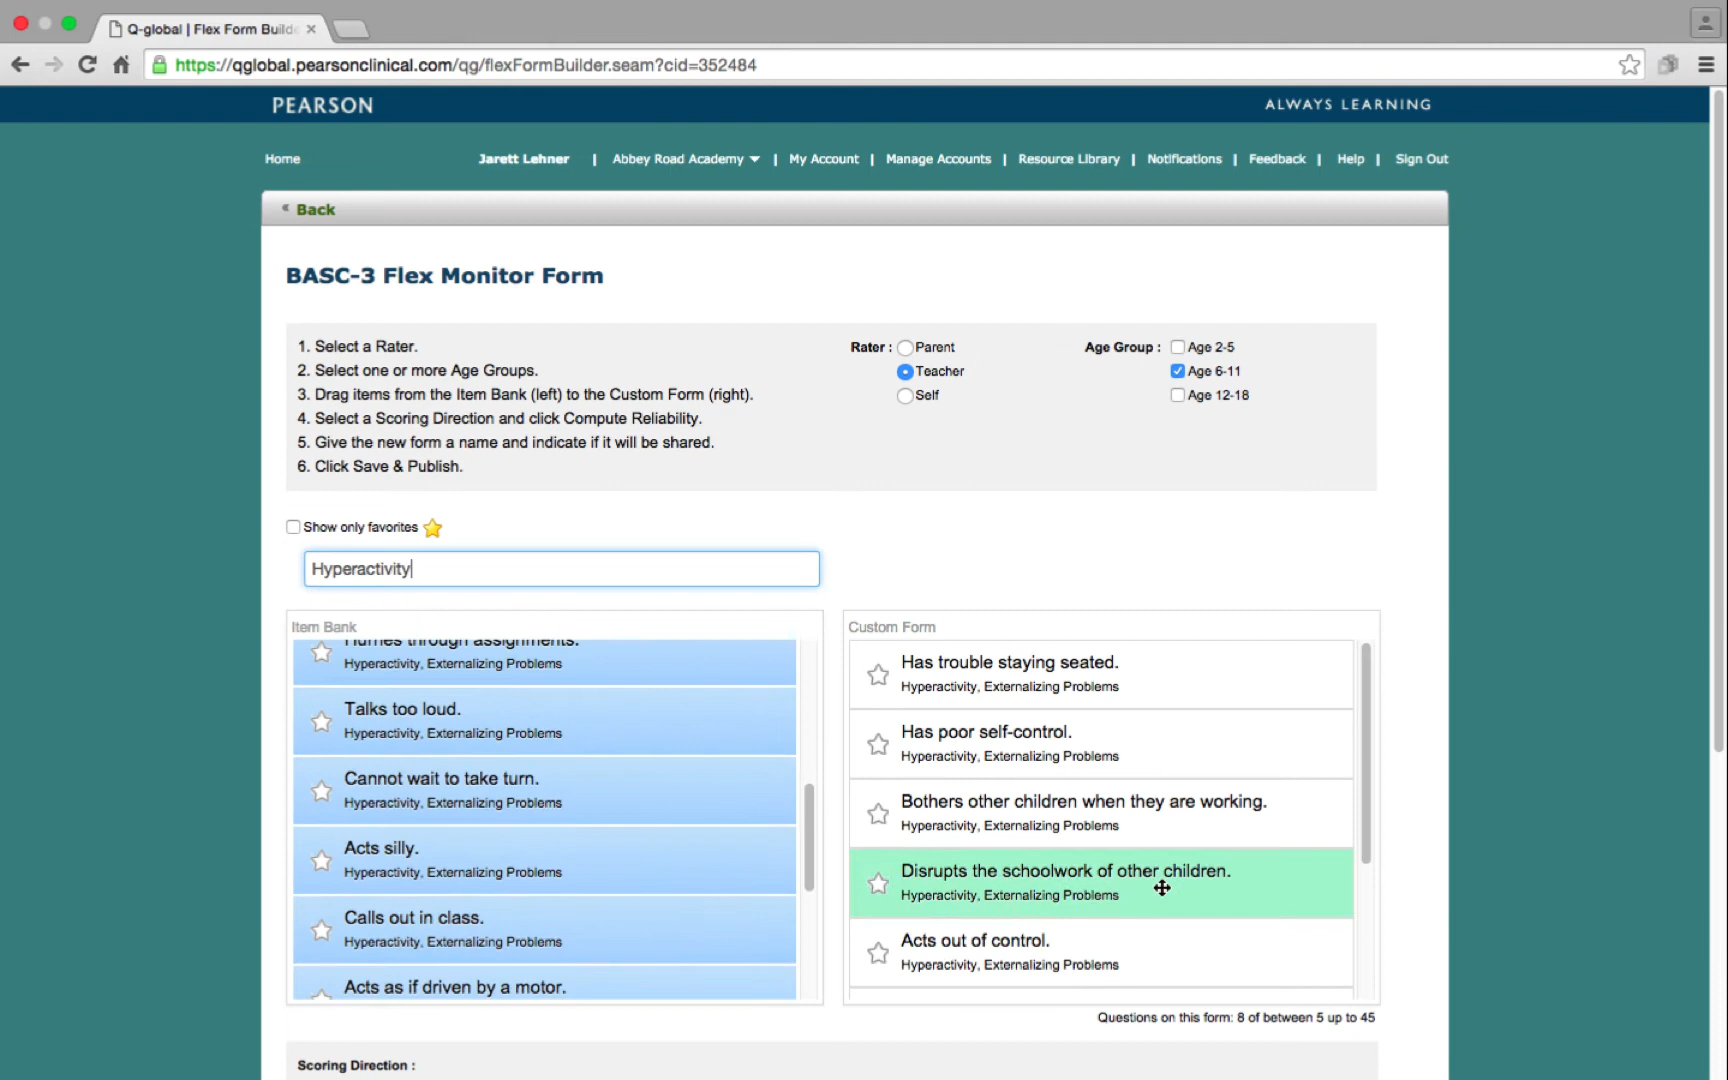 Q-global | Flex Form Builde
https://qglobal.pearsonclinical.com/qg/flexFormBuilder.seam?cid=352484
PEARSON
ALWAYS LEARNING
Home
Jarett Lehner | Abbey Road Academy | My Account | Manage Accounts | Resource Library | Notifications | Feedback | Help | Sign Out
« Back
BASC-3 Flex Monitor Form
1. Select a Rater.
2. Select one or more Age Groups.
3. Drag items from the Item Bank (left) to the Custom Form (right).
4. Select a Scoring Direction and click Compute Reliability.
5. Give the new form a name and indicate if it will be shared.
6. Click Save & Publish.
Rater : Parent
Teacher
Self
Age Group : Age 2-5
Age 6-11
Age 12-18
Show only favorites
Hyperactivity
Item Bank
Hurries through assignments.
Hyperactivity, Externalizing Problems
Talks too loud.
Hyperactivity, Externalizing Problems
Cannot wait to take turn.
Hyperactivity, Externalizing Problems
Acts silly.
Hyperactivity, Externalizing Problems
Calls out in class.
Hyperactivity, Externalizing Problems
Acts as if driven by a motor.
Custom Form
Has trouble staying seated.
Hyperactivity, Externalizing Problems
Has poor self-control.
Hyperactivity, Externalizing Problems
Bothers other children when they are working.
Hyperactivity, Externalizing Problems
Disrupts the schoolwork of other children.
Hyperactivity, Externalizing Problems
Acts out of control.
Hyperactivity, Externalizing Problems
Questions on this form: 8 of between 5 up to 45
Scoring Direction :